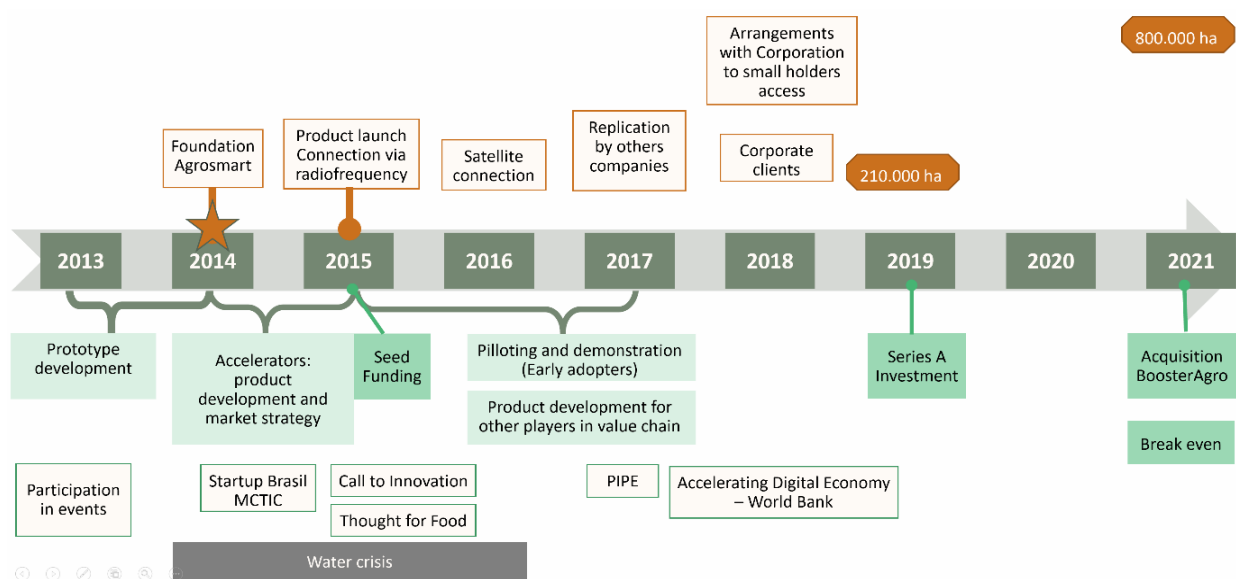 Arrangements
with Corporation
to small holders
access
800.000 ha
Foundation
Agrosmart
Product launch
Connection via
radiofrequency
Satellite
connection
Replication
by others
companies
Corporate
clients
210.000 ha
2013
2014
2015
2016
2017
2018
2019
2020
2021
Prototype
development
Accelerators:
product
development and
market strategy
Seed
Funding
Pilloting and demonstration
(Early adopters)
Product development for
other players in value chain
Series A
Investment
Acquisition
BoosterAgro
Break even
Participation
in events
Startup Brasil
MCTIC
Call to Innovation
Thought for Food
PIPE
Accelerating Digital Economy
– World Bank
Water crisis